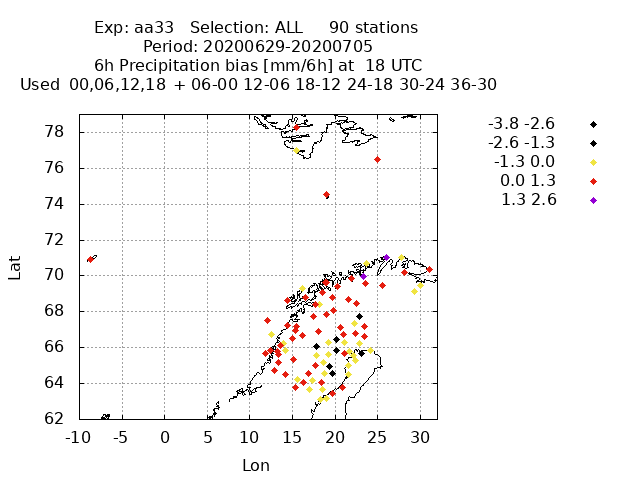 Exp: aa33   Selection: ALL     90 stations
Period: 20200629-20200705
6h Precipitation bias [mm/6h] at  18 UTC
Used  00,06,12,18  + 06-00 12-06 18-12 24-18 30-24 36-30
-3.8 -2.6
-2.6 -1.3
-1.3 0.0
0.0 1.3
1.3 2.6
Lat
78
76
74
72
70
68
66
64
62
-10 -5 0 5 10 15 20 25 30
Lon